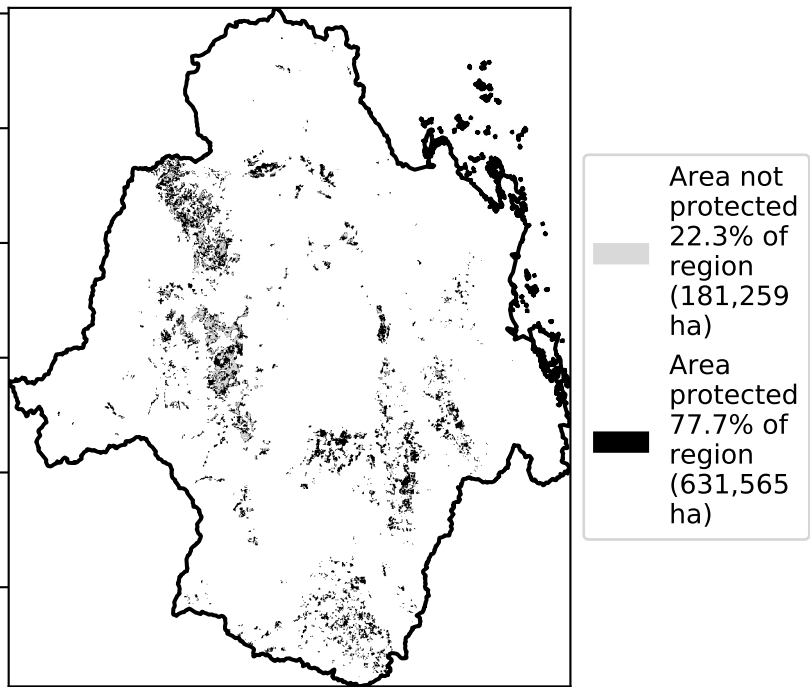 Area not
protected
22.3% of
region
(181,259
ha)
Area
protected
77.7% of
region
(631,565
ha)